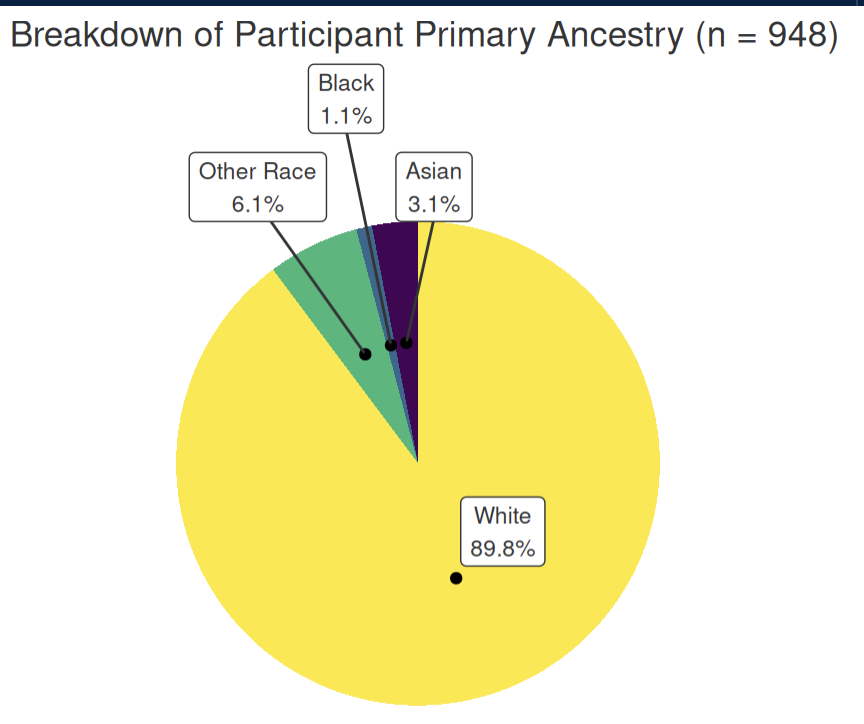 Breakdown of Participant Primary Ancestry (n = 948)
Black
1.1%
Other Race
6.1%
Asian
3.1%
White
89.8%